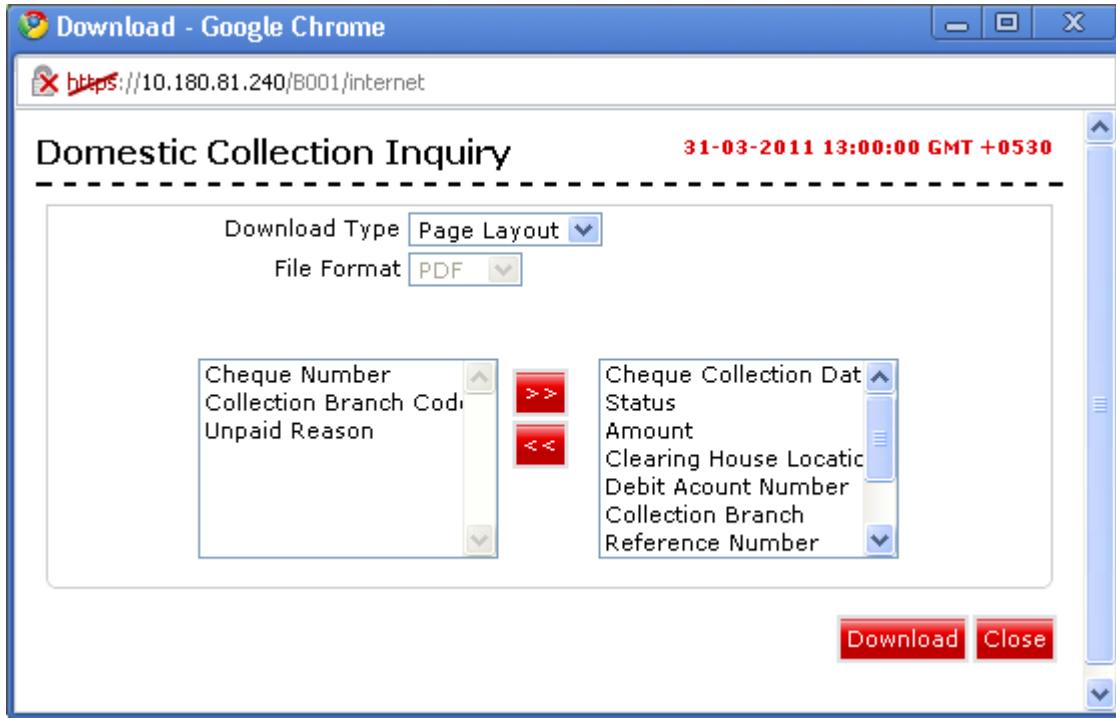 Download - Google Chrome
https://10.180.81.240/B001/internet
Domestic Collection Inquiry
31-03-2011 13:00:00 GMT +0530
Download Type Page Layout
File Format PDF
Cheque Number
Collection Branch Code
Unpaid Reason
>>
<<
Cheque Collection Dat
Status
Amount
Clearing House Locatio
Debit Acount Number
Collection Branch
Reference Number
Download Close